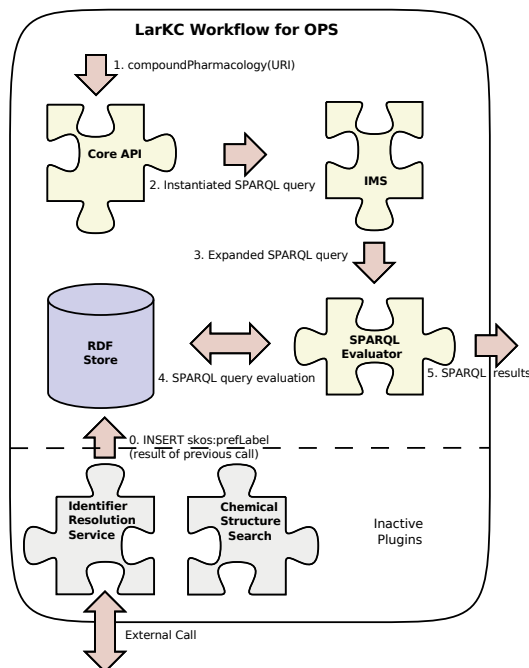 LarKC Workflow for OPS
1. compoundPharmacology(URI)
Core API
2. Instantiated SPARQL query
IMS
3. Expanded SPARQL query
RDF
Store
SPARQL
Evaluator
4. SPARQL query evaluation
5. SPARQL results
0. INSERT skos:prefLabel
(result of previous call)
Identifier
Resolution
Service
Chemical
Structure
Search
Inactive
Plugins
External Call